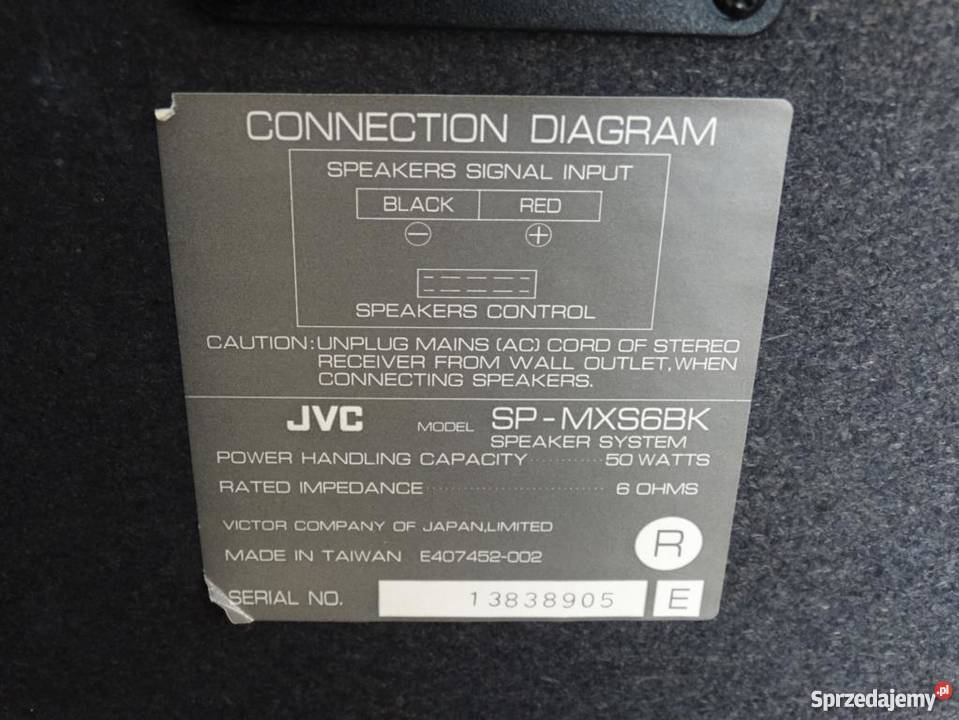 CONNECTION DIAGRAM
SPEAKERS SIGNAL INPUT
BLACK RED
⊖ ⊕
SPEAKERS CONTROL
CAUTION:UNPLUG MAINS (AC) CORD OF STEREO
RECEIVER FROM WALL OUTLET,WHEN
CONNECTING SPEAKERS.
JVC MODEL SP-MXS6BK
SPEAKER SYSTEM
POWER HANDLING CAPACITY ·········· 50 WATTS
RATED IMPEDANCE ························ 6 OHMS
VICTOR COMPANY OF JAPAN,LIMITED
R
MADE IN TAIWAN E407452-002
SERIAL NO. 13838905 E
Sprzedajemy.pl